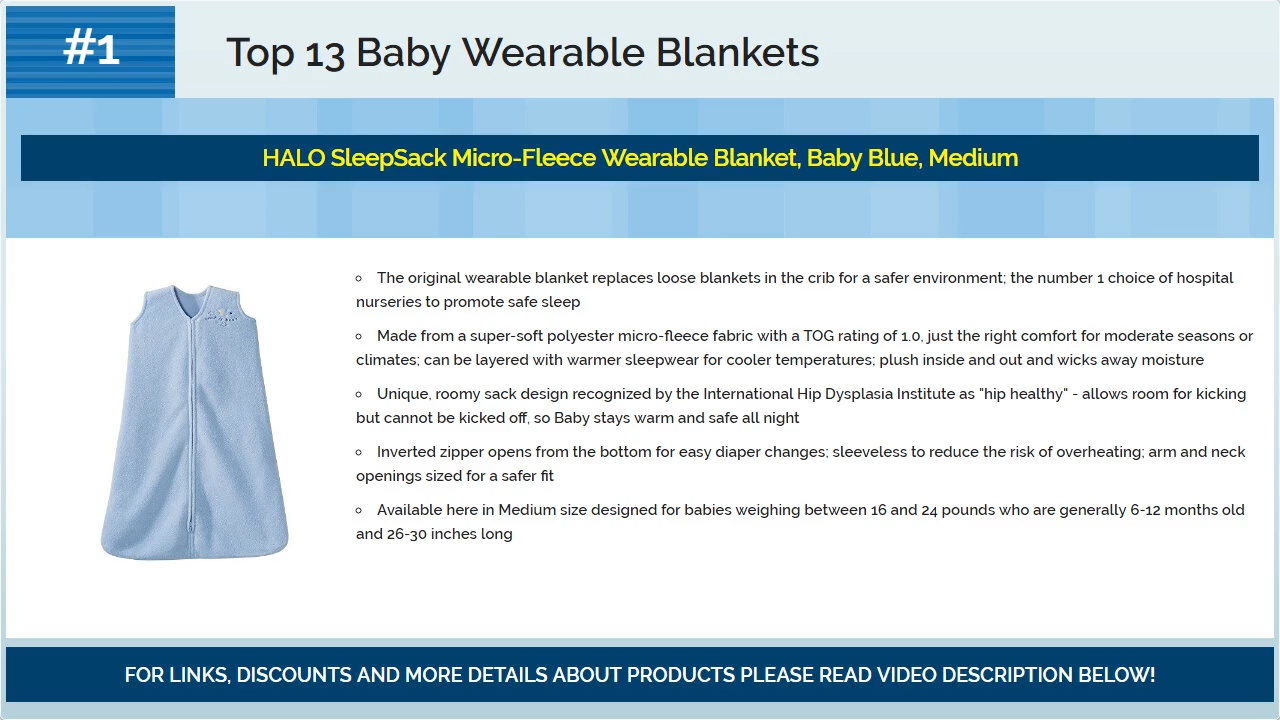 #1
Top 13 Baby Wearable Blankets
HALO SleepSack Micro-Fleece Wearable Blanket, Baby Blue, Medium
The original wearable blanket replaces loose blankets in the crib for a safer environment; the number 1 choice of hospital
nurseries to promote safe sleep
Made from a super-soft polyester micro-fleece fabric with a TOG rating of 1.0, just the right comfort for moderate seasons or
climates; can be layered with warmer sleepwear for cooler temperatures; plush inside and out and wicks away moisture
Unique, roomy sack design recognized by the International Hip Dysplasia Institute as "hip healthy" - allows room for kicking
but cannot be kicked off, so Baby stays warm and safe all night
Inverted zipper opens from the bottom for easy diaper changes; sleeveless to reduce the risk of overheating; arm and neck
openings sized for a safer fit
Available here in Medium size designed for babies weighing between 16 and 24 pounds who are generally 6-12 months old
and 26-30 inches long
FOR LINKS, DISCOUNTS AND MORE DETAILS ABOUT PRODUCTS PLEASE READ VIDEO DESCRIPTION BELOW!